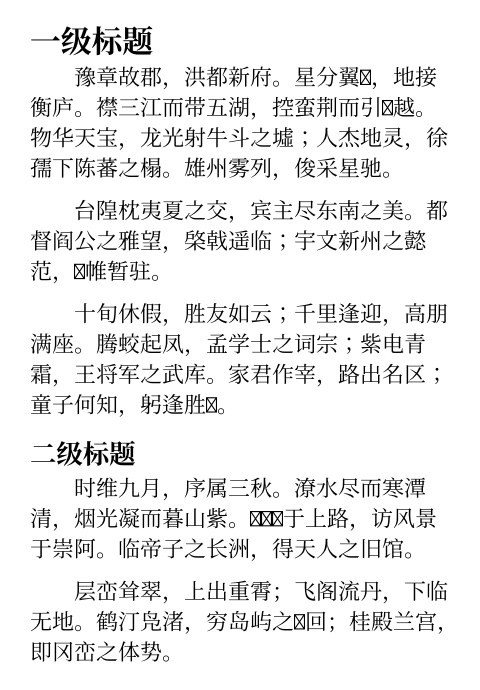 一级标题
豫章故郡，洪都新府。星分翼，地接
衡庐。襟三江而带五湖，控蛮荆而引越。
物华天宝，龙光射牛斗之墟；人杰地灵，徐
孺下陈蕃之榻。雄州雾列，俊采星驰。
台隍枕夷夏之交，宾主尽东南之美。都
督阎公之雅望，棨戟遥临；宇文新州之懿
范，帷暂驻。
十旬休假，胜友如云；千里逢迎，高朋
满座。腾蛟起凤，孟学士之词宗；紫电青
霜，王将军之武库。家君作宰，路出名区；
童子何知，躬逢胜。
二级标题
时维九月，序属三秋。潦水尽而寒潭
清，烟光凝而暮山紫。于上路，访风景
于崇阿。临帝子之长洲，得天人之旧馆。
层峦耸翠，上出重霄；飞阁流丹，下临
无地。鹤汀凫渚，穷岛屿之回；桂殿兰宫，
即冈峦之体势。